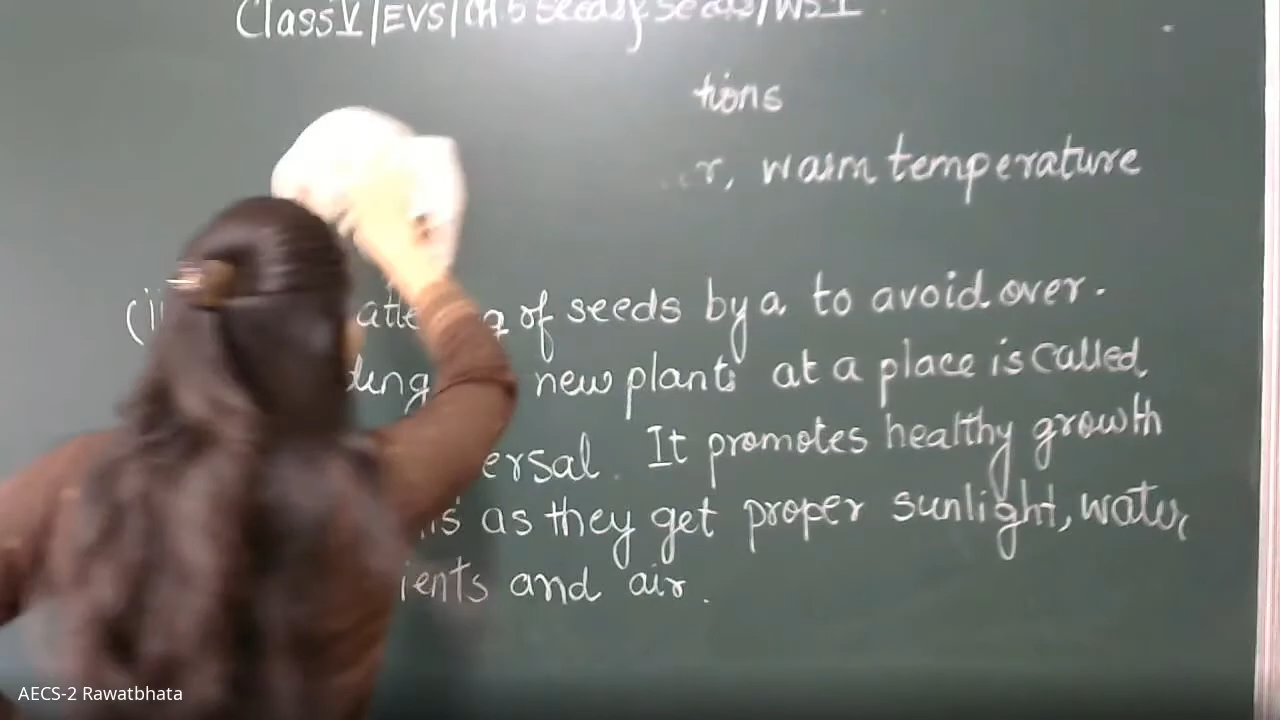 Class V/EVS/CH.5 Seeds & Seeds/WS 1
tions
r, warm temperature
of seeds by a to avoid over.
ding new plants at a place is called
ersal. It promotes healthy growth
as they get proper sunlight, water,
ients and air.
AECS-2 Rawatbhata